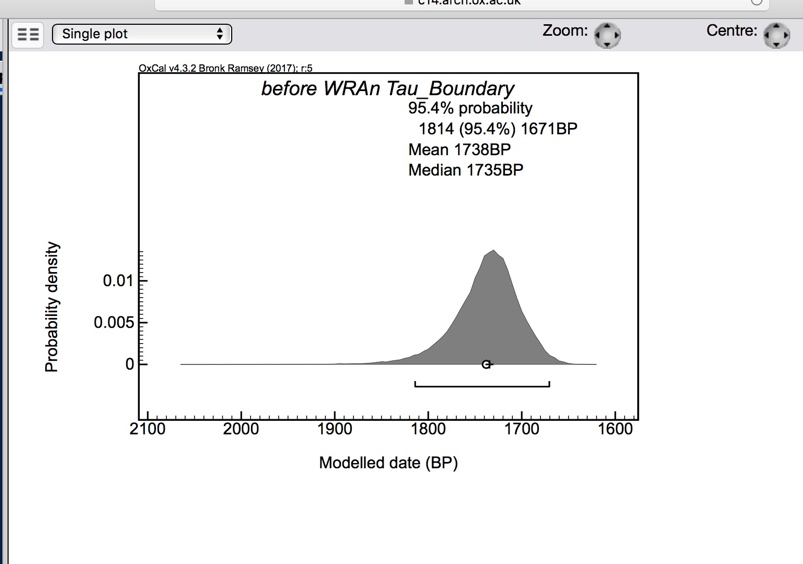 c14.arch.ox.ac.uk
Single plot
Zoom:
Centre:
OxCal v4.3.2 Bronk Ramsey (2017); r:5
before WRAn Tau_Boundary
95.4% probability
1814 (95.4%) 1671BP
Mean 1738BP
Median 1735BP
Probability density
0.01
0.005
0
2100 2000 1900 1800 1700 1600
Modelled date (BP)